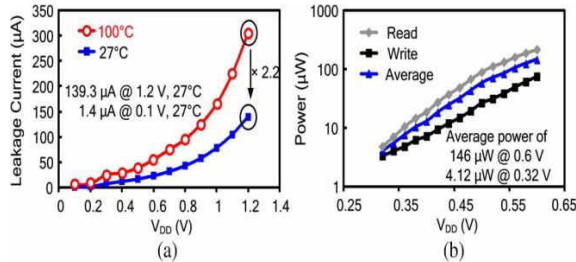 350
300
250
200
150
100
50
0
Leakage Current (µA)
100°C
27°C
139.3 µA @ 1.2 V, 27°C
1.4 µA @ 0.1 V, 27°C
× 2.2
0 0.2 0.4 0.6 0.8 1.0 1.2 1.4
VDD (V)
(a)
1000
100
10
1
Power (µW)
Read
Write
Average
Average power of
146 µW @ 0.6 V
4.12 µW @ 0.32 V
0.25 0.35 0.45 0.55 0.65
VDD (V)
(b)